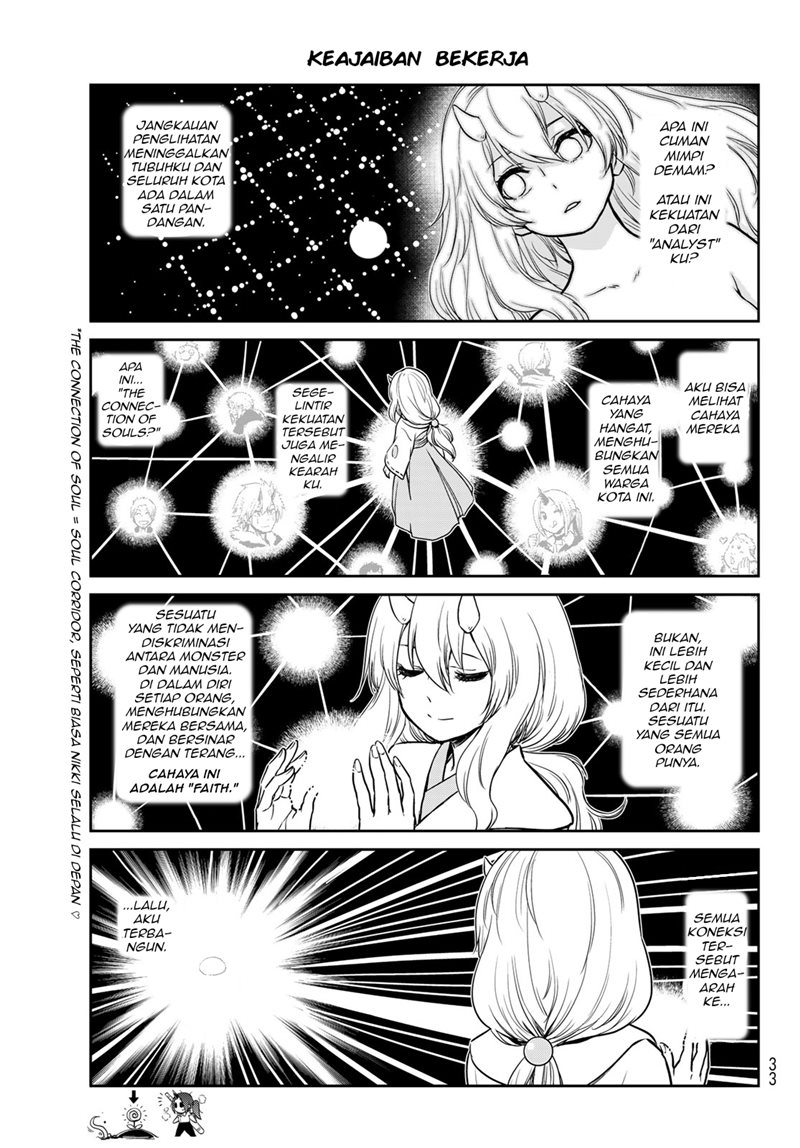 KEAJAIBAN BEKERJA
APA INI
CUMAN
MIMPI
DEMAM?
ATAU INI
KEKUATAN
DARI
"ANALYST"
KU?
JANGKAUAN
PENGLIHATAN
MENINGGALKAN
TUBUHKU DAN
SELURUH KOTA
ADA DALAM
SATU PAN-
DANGAN.
AKU BISA
MELIHAT
CAHAYA
MEREKA
CAHAYA
YANG
HANGAT,
MENGHU-
BUNGKAN
SEMUA
WARGA
KOTA INI.
SEGE-
LINTIR
KEKUATAN
TERSEBUT
JUGA ME-
NGALIR
KEARAH
KU.
APA
INI...
"THE
CONNEC-
TION OF
SOULS?"
BUKAN,
INI LEBIH
KECIL DAN
LEBIH
SEDERHANA
DARI ITU.
SESUATU
YANG SEMUA
ORANG
PUNYA.
SESUATU
YANG TIDAK MEN-
DISKRIMINASI
ANTARA MONSTER
DAN MANUSIA.
DI DALAM DIRI
SETIAP ORANG,
MENGHUBUNGKAN
MEREKA BERSAMA,
DAN BERSINAR
DENGAN TERANG...
CAHAYA INI
ADALAH "FAITH."
SEMUA
KONEKSI
TER-
SEBUT
MENGA-
ARAH
KE...
...LALU,
AKU
TERBA-
NGUN.
"THE CONNECTION OF SOUL = SOUL CORRIDOR, SEPERTI BIASA NIKKI SELALU DI DEPAN ♡
33